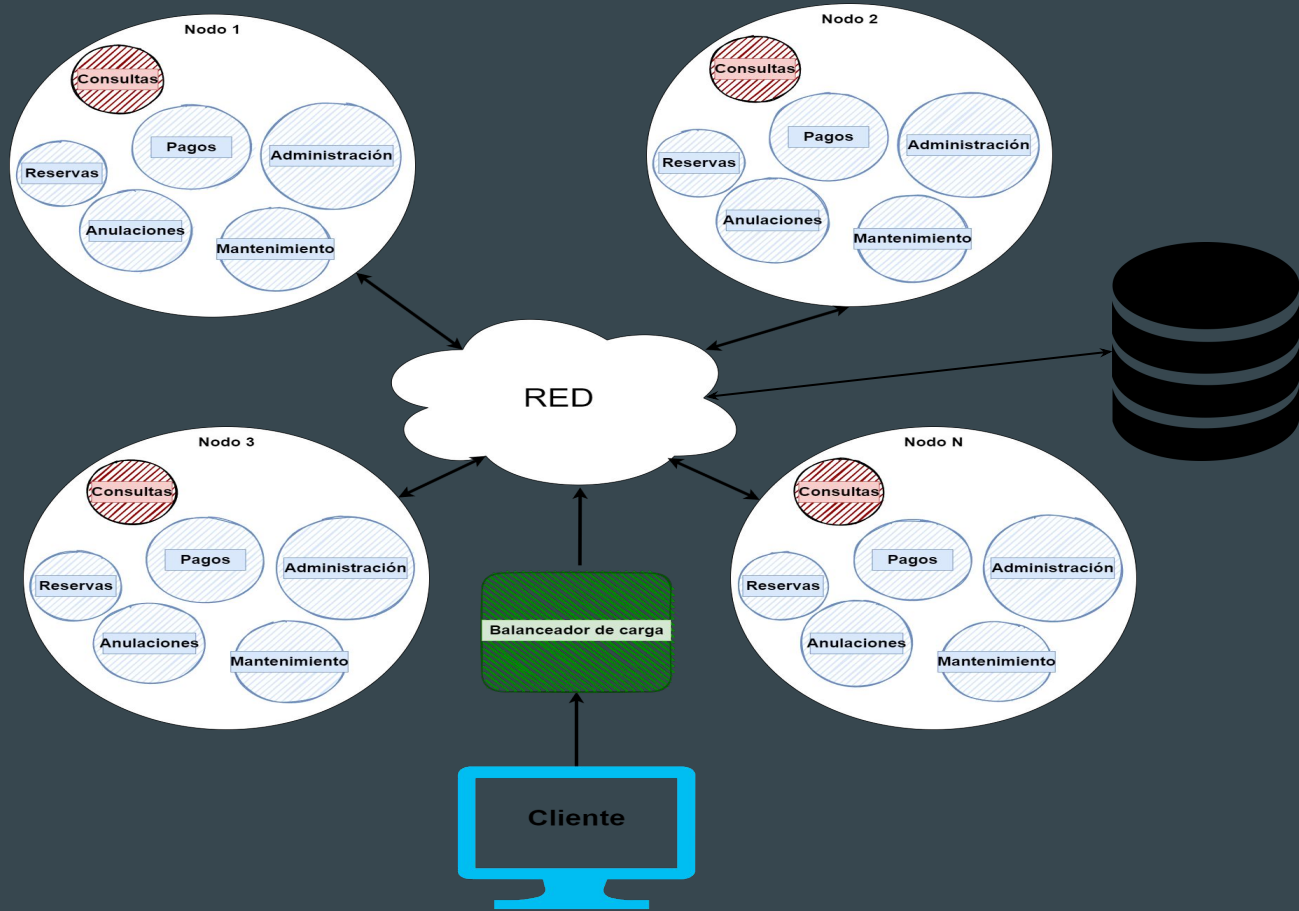 Nodo 1
Consultas
Pagos
Administración
Reservas
Anulaciones
Mantenimiento
Nodo 2
Consultas
Pagos
Administración
Reservas
Anulaciones
Mantenimiento
RED
Nodo 3
Consultas
Pagos
Administración
Reservas
Anulaciones
Mantenimiento
Nodo N
Consultas
Pagos
Administración
Reservas
Anulaciones
Mantenimiento
Balanceador de carga
Cliente